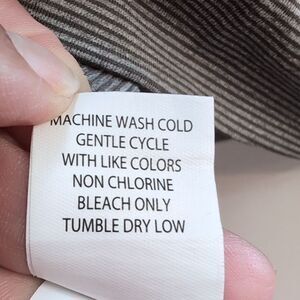 MACHINE WASH COLD
GENTLE CYCLE
WITH LIKE COLORS
NON CHLORINE
BLEACH ONLY
TUMBLE DRY LOW